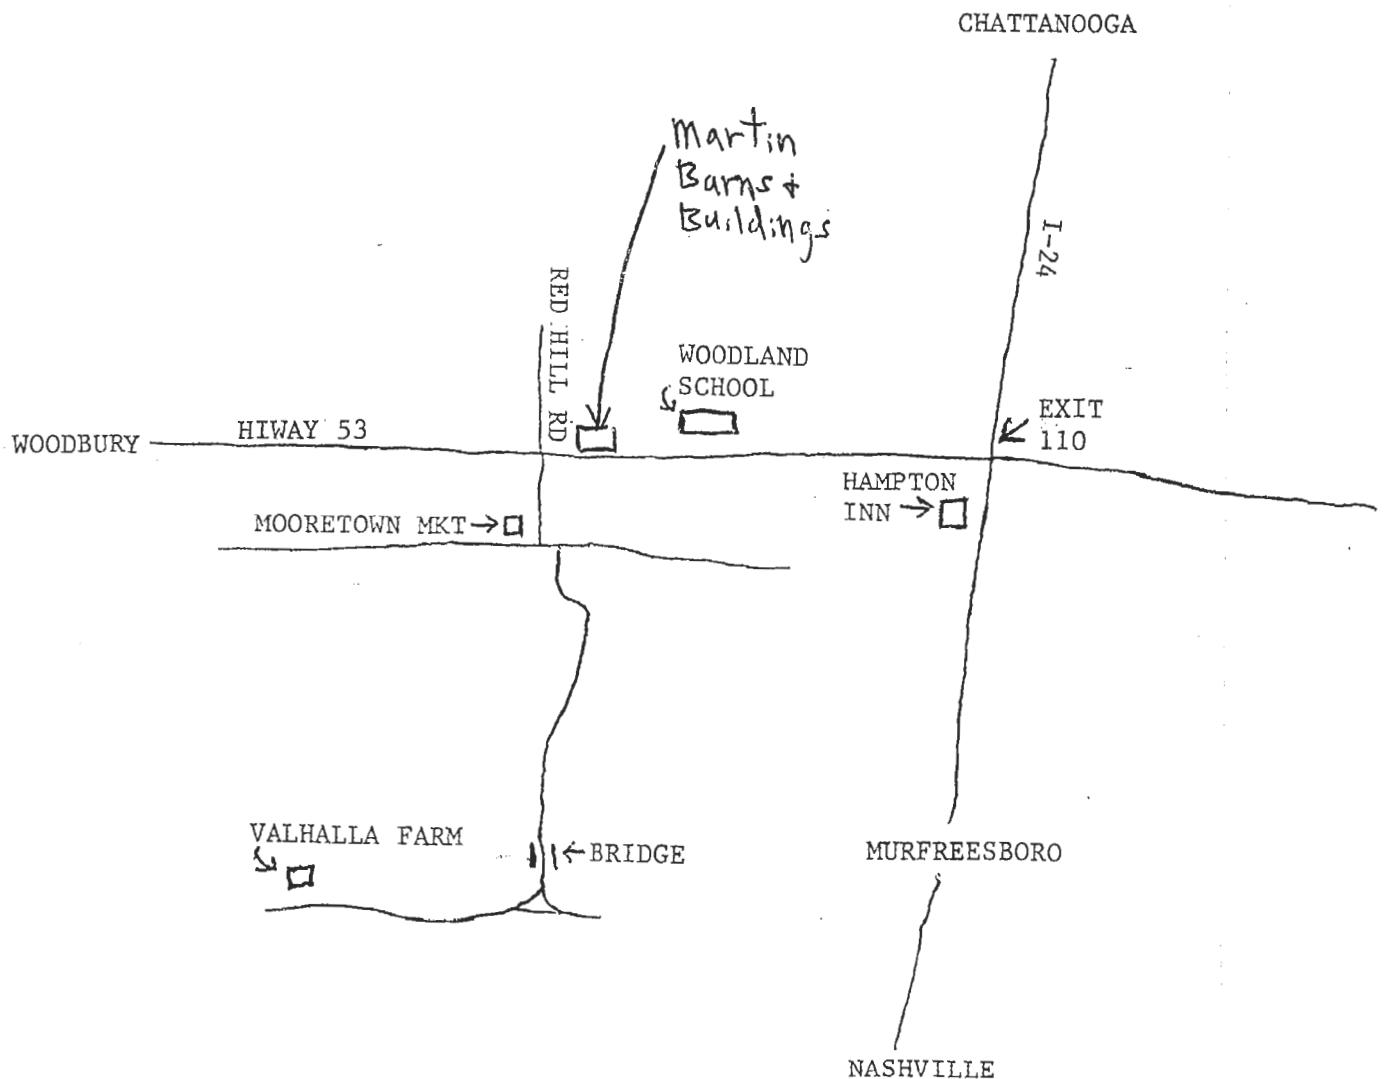 CHATTANOOGA
Martin
Barns &
Buildings
I-24
RED HILL RD
WOODLAND
SCHOOL
EXIT
110
HIWAY 53
WOODBURY
HAMPTON
INN
MOORETOWN MKT
VALHALLA FARM
BRIDGE
MURFREESBORO
NASHVILLE